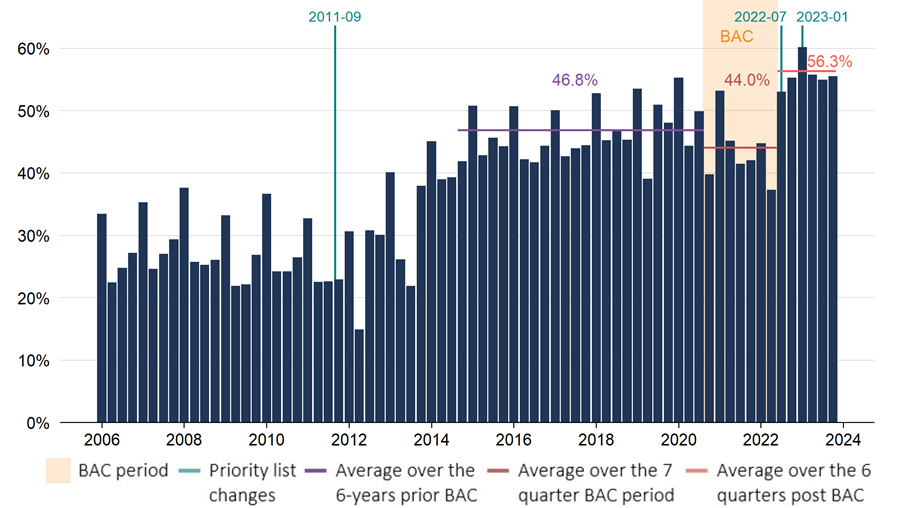 2011-09
2022-07
2023-01
BAC
60%
56.3%
46.8%
44.0%
50%
40%
30%
20%
10%
0%
2006
2008
2010
2012
2014
2016
2018
2020
2022
2024
BAC period
Priority list
changes
Average over the
6-years prior BAC
Average over the 7
quarter BAC period
Average over the 6
quarters post BAC